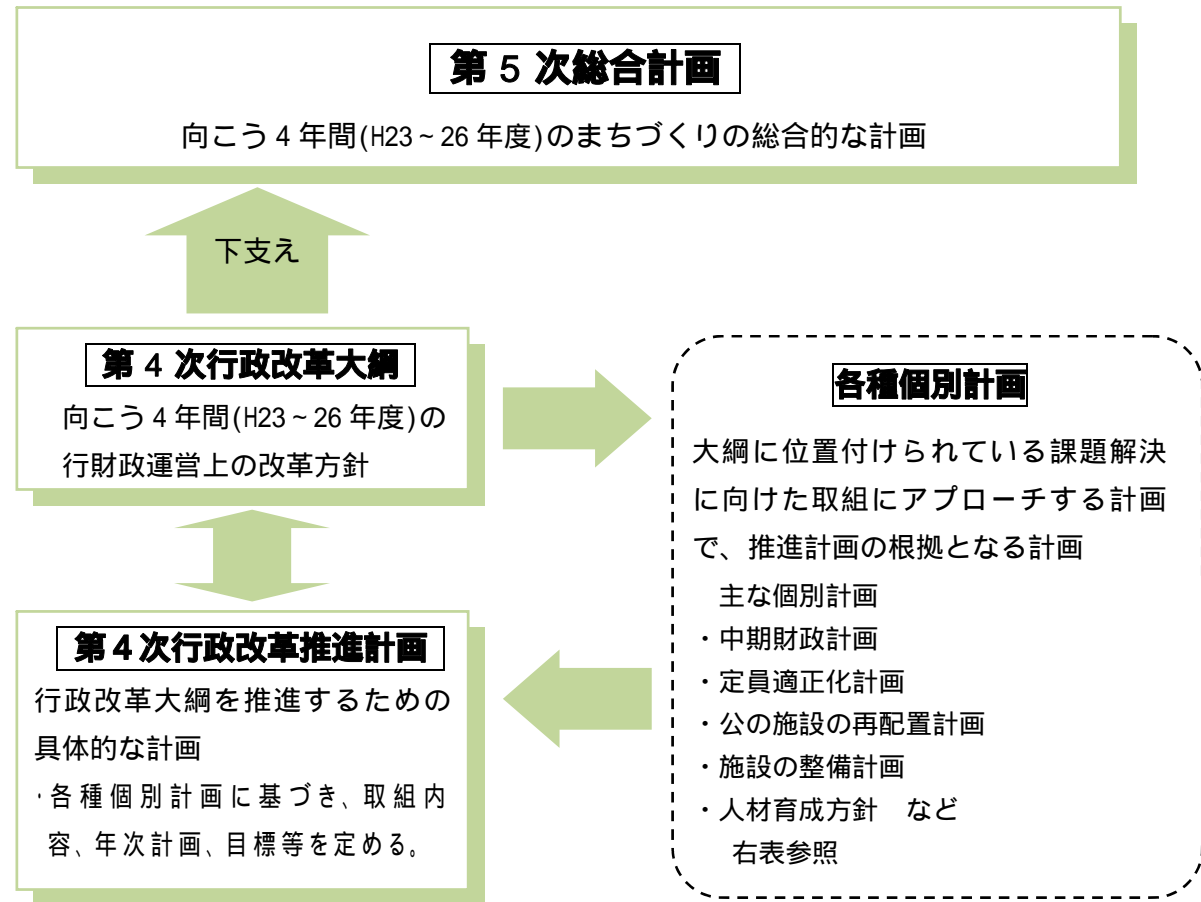 第 5 次総合計画
向こう 4 年間(H23~26 年度)のまちづくりの総合的な計画
下支え
第 4 次行政改革大綱
向こう 4 年間(H23~26 年度)の
行財政運営上の改革方針
第 4 次行政改革推進計画
行政改革大綱を推進するための
具体的な計画
・各種個別計画に基づき、取組内
容、年次計画、目標等を定める。
各種個別計画
大綱に位置付けられている課題解決
に向けた取組にアプローチする計画
で、推進計画の根拠となる計画
主な個別計画
・中期財政計画
・定員適正化計画
・公の施設の再配置計画
・施設の整備計画
・人材育成方針 など
右表参照